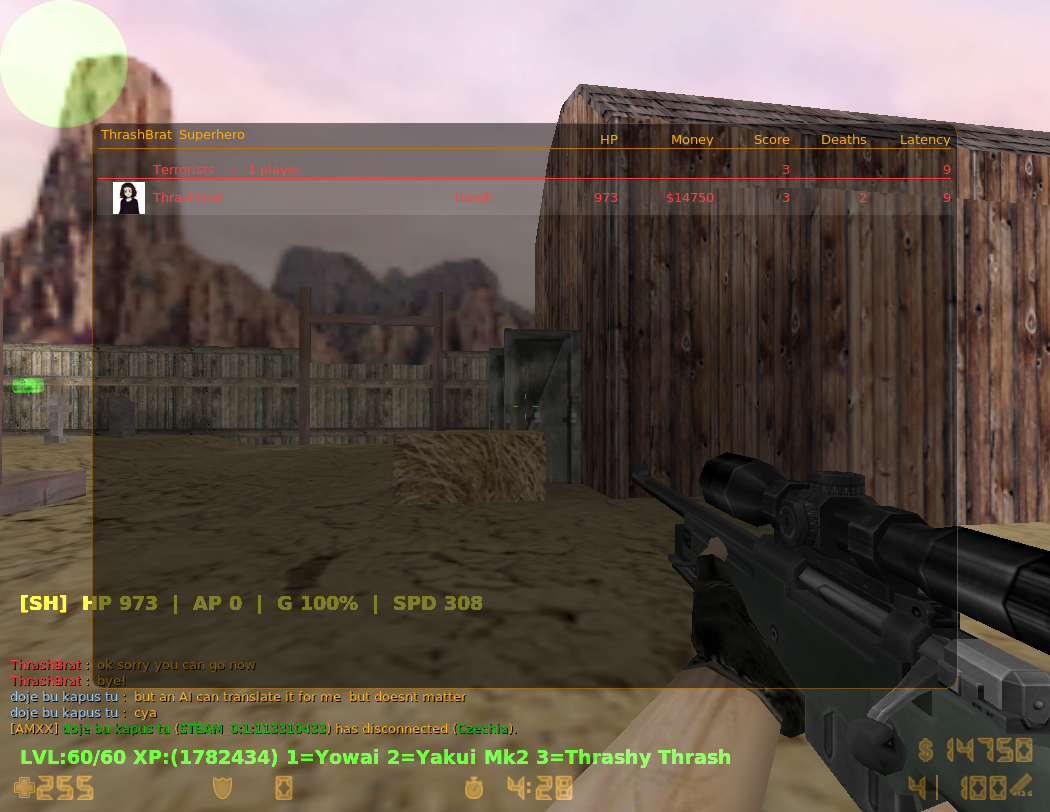 ThrashBrat Superhero
HP Money Score Deaths Latency
Terrorists - 1 player 3 9
ThrashBrat Bomb 973 $14750 3 2 9
[SH] HP 973 | AP 0 | G 100% | SPD 308
ThrashBrat : ok sorry you can go now
ThrashBrat : bye!
doje bu kapus tu : but an AI can translate it for me but doesnt matter
doje bu kapus tu : cya
[AMXX] doje bu kapus tu (STEAM_0:1:113310433) has disconnected (Czechia).
LVL:60/60 XP:(1782434) 1=Yowai 2=Yakui Mk2 3=Thrashy Thrash
$ 14750
255 0 4:28 4 | 100